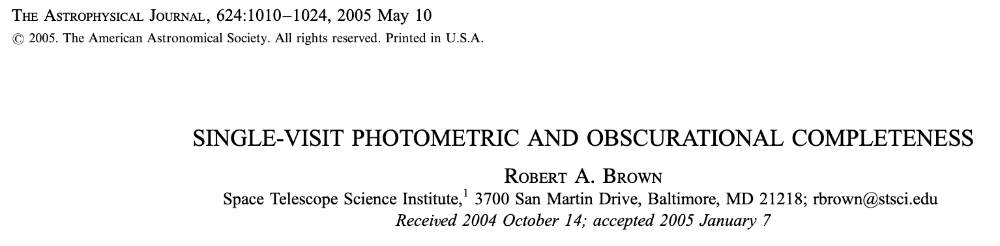 THE ASTROPHYSICAL JOURNAL, 624:1010–1024, 2005 May 10
© 2005. The American Astronomical Society. All rights reserved. Printed in U.S.A.
SINGLE-VISIT PHOTOMETRIC AND OBSCURATIONAL COMPLETENESS
ROBERT A. BROWN
Space Telescope Science Institute,¹ 3700 San Martin Drive, Baltimore, MD 21218; rbrown@stsci.edu
Received 2004 October 14; accepted 2005 January 7